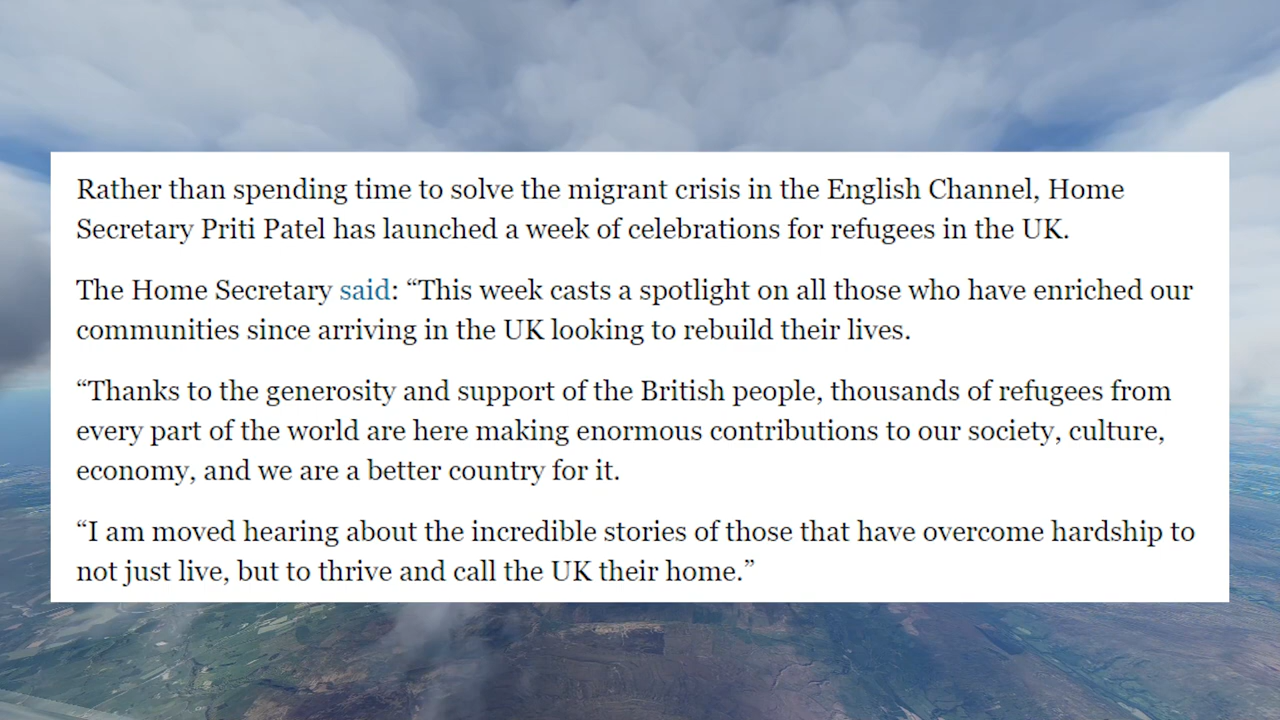 Rather than spending time to solve the migrant crisis in the English Channel, Home
Secretary Priti Patel has launched a week of celebrations for refugees in the UK.
The Home Secretary said: “This week casts a spotlight on all those who have enriched our
communities since arriving in the UK looking to rebuild their lives.
“Thanks to the generosity and support of the British people, thousands of refugees from
every part of the world are here making enormous contributions to our society, culture,
economy, and we are a better country for it.
“I am moved hearing about the incredible stories of those that have overcome hardship to
not just live, but to thrive and call the UK their home.”